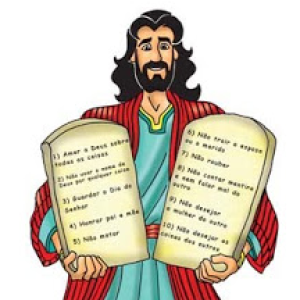 1) Amar a Deus sobre
todas as coisas
2) Não usar o nome de
Deus por qualquer coisa
3) Guardar o Dia do
Senhor
4) Honrar pai e mãe
5) Não matar
6) Não trair a esposa
ou o marido
7) Não roubar
8) Não contar mentira
e nem falar mal do
outro
9) Não desejar
a mulher do outro
10) Não desejar as
coisas dos outros